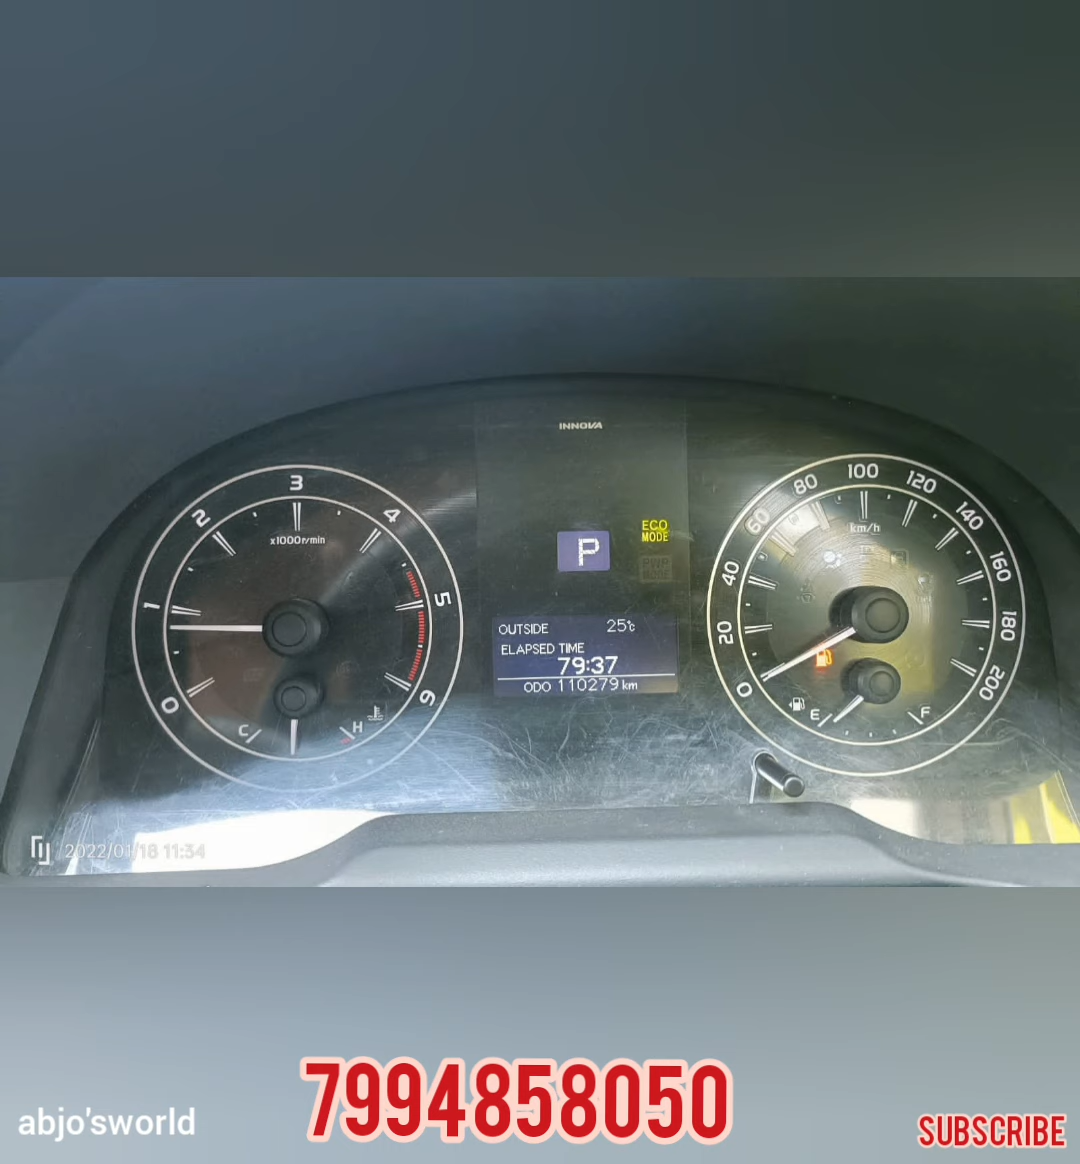 INNOVA
0
1
2
3
4
5
6
x1000r/min
C
H
P
ECO
MODE
PWR
MODE
OUTSIDE 25℃
ELAPSED TIME
79:37
ODO 110279 km
0
20
40
60
80
100
120
140
160
180
200
km/h
E
F
2022/01/18 11:34
7994858050
abjo'sworld
SUBSCRIBE